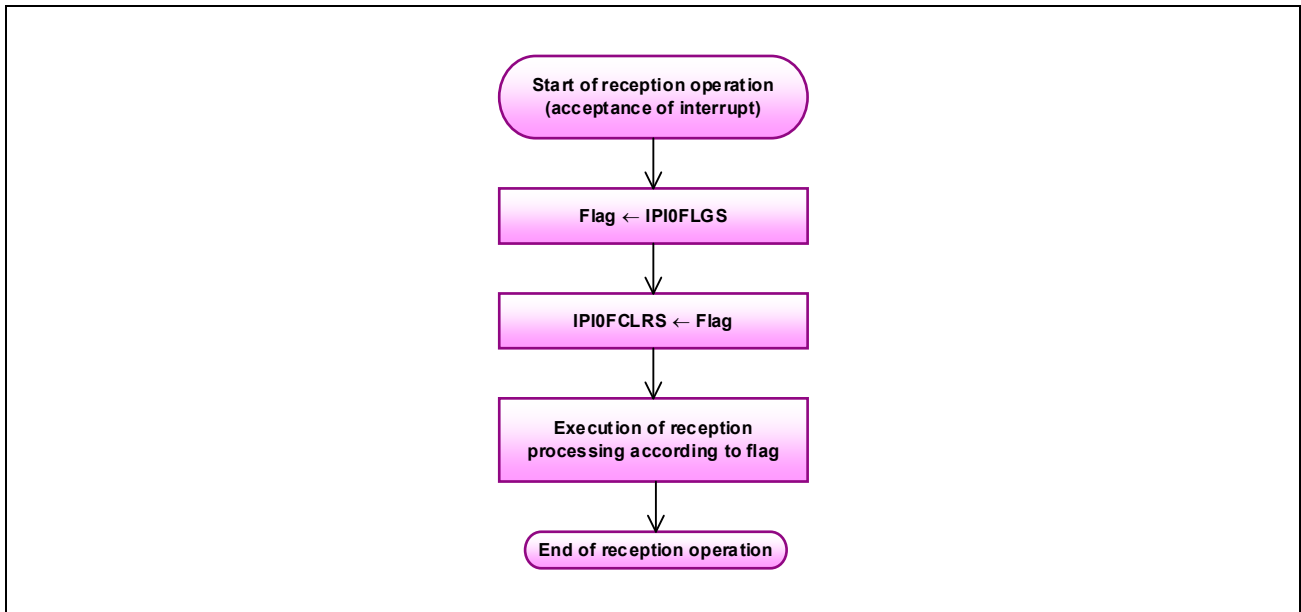 Start of reception operation
(acceptance of interrupt)
Flag ← IPI0FLGS
IPI0FCLRS ← Flag
Execution of reception
processing according to flag
End of reception operation